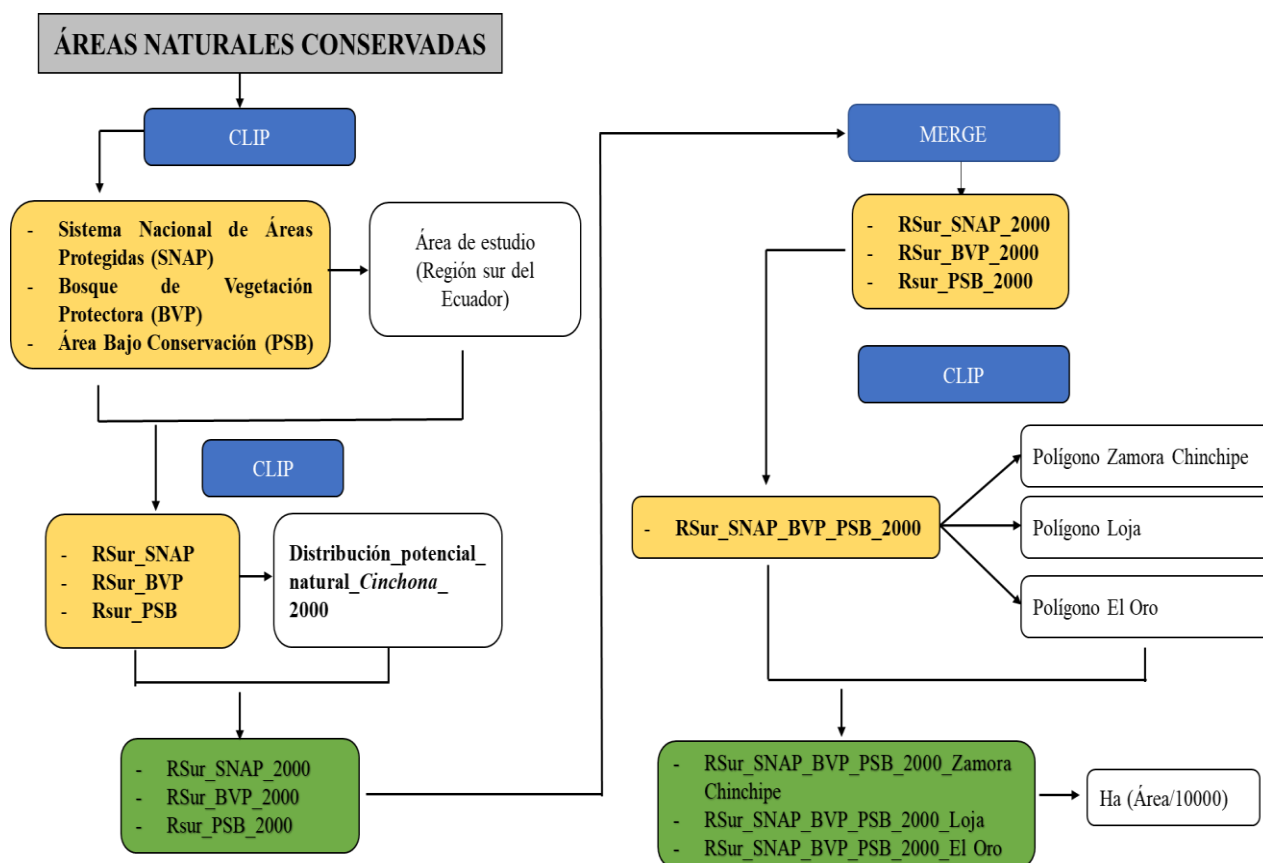 ÁREAS NATURALES CONSERVADAS
CLIP
- Sistema Nacional de Áreas
Protegidas (SNAP)
- Bosque de Vegetación
Protectora (BVP)
- Área Bajo Conservación (PSB)
Área de estudio
(Región sur del
Ecuador)
CLIP
- RSur_SNAP
- RSur_BVP
- Rsur_PSB
Distribución_potencial_
natural_Cinchona_
2000
- RSur_SNAP_2000
- RSur_BVP_2000
- Rsur_PSB_2000
MERGE
- RSur_SNAP_2000
- RSur_BVP_2000
- Rsur_PSB_2000
CLIP
- RSur_SNAP_BVP_PSB_2000
Polígono Zamora Chinchipe
Polígono Loja
Polígono El Oro
- RSur_SNAP_BVP_PSB_2000_Zamora
Chinchipe
- RSur_SNAP_BVP_PSB_2000_Loja
- RSur_SNAP_BVP_PSB_2000_El Oro
Ha (Área/10000)